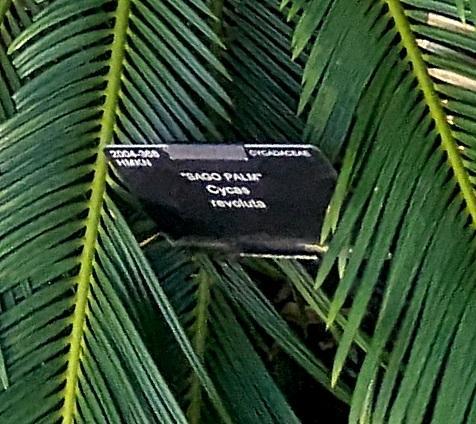 2004-368 CYCADACEAE
HMKN
"SAGO PALM"
Cycas
revoluta